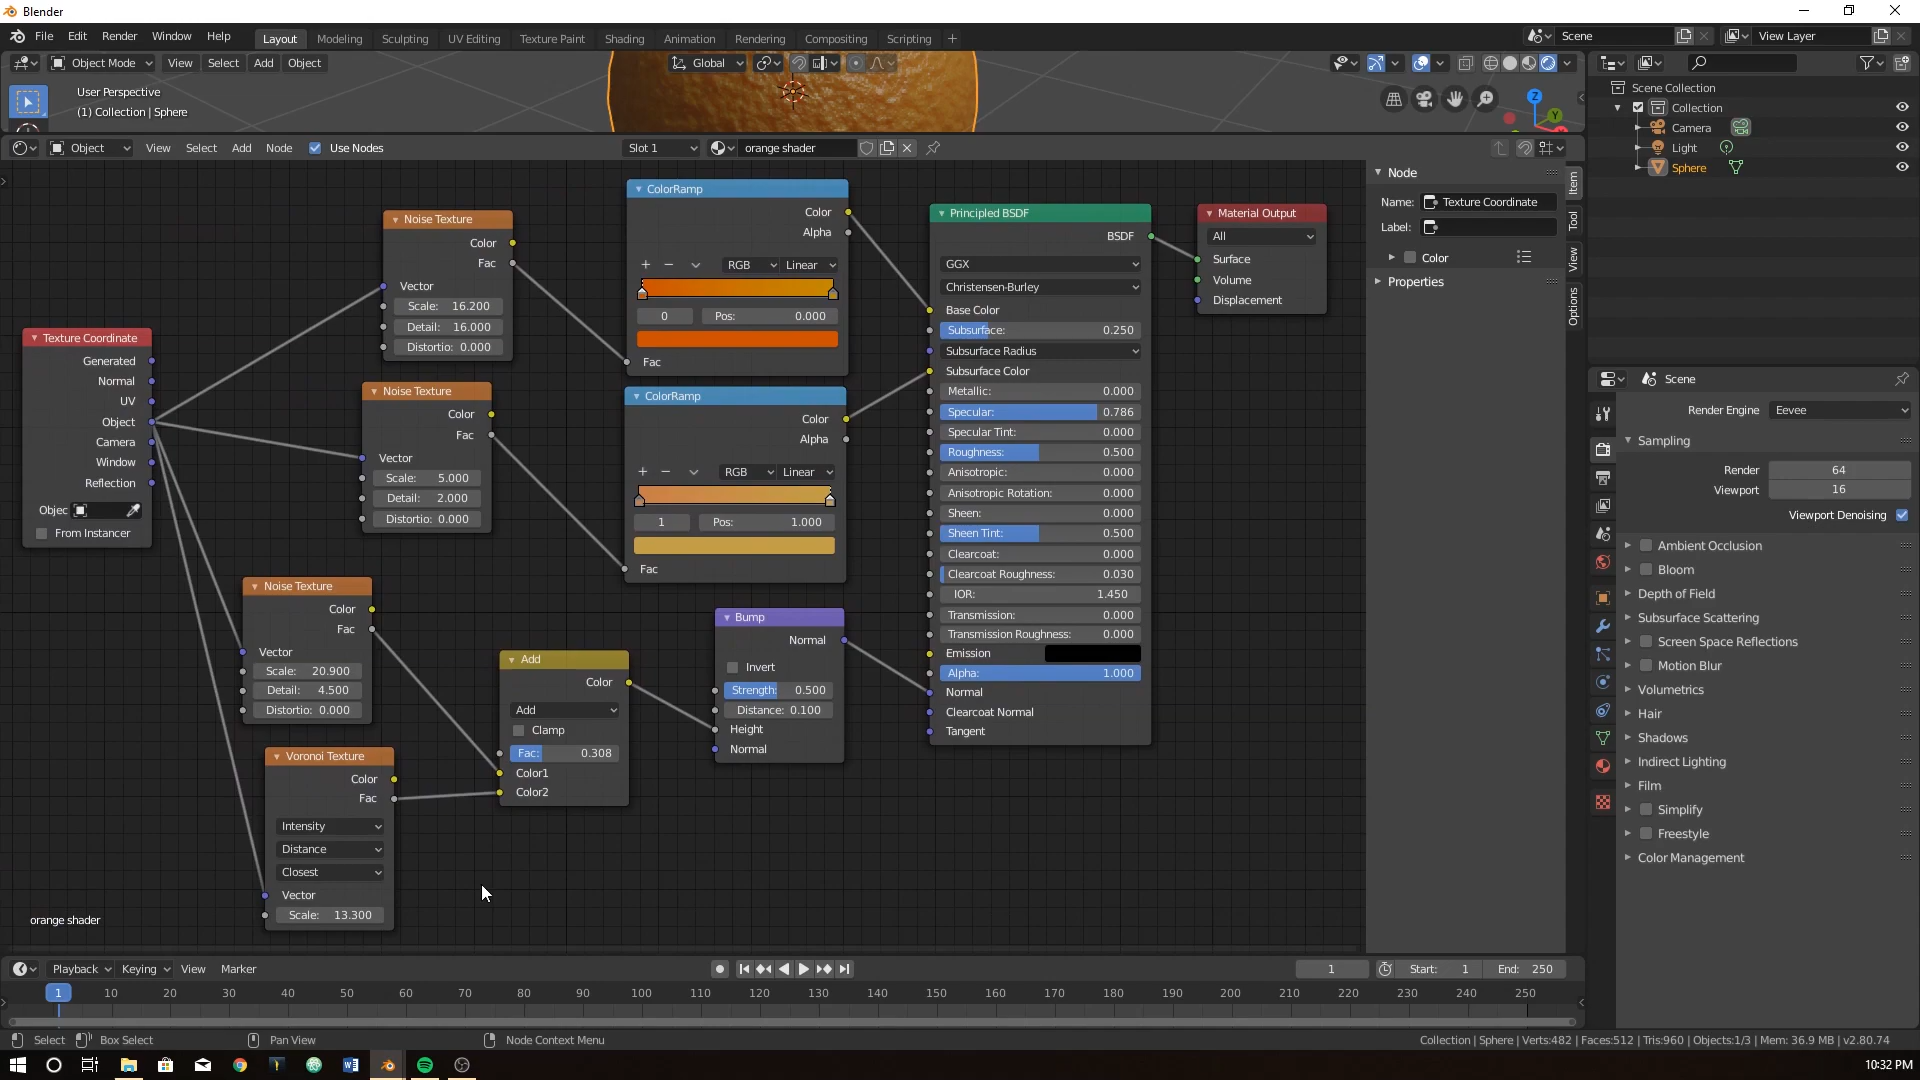 Blender
File Edit Render Window Help Layout Modeling Sculpting UV Editing Texture Paint Shading Animation Rendering Compositing Scripting + Scene View Layer
Object Mode View Select Add Object Global
User Perspective
(1) Collection | Sphere
Scene Collection
Collection
Camera
Light
Sphere
Object View Select Add Node Use Nodes Slot 1 orange shader
Noise Texture
Color
Fac
Vector
Scale: 16.200
Detail: 16.000
Distortio: 0.000
ColorRamp
Color
Alpha
RGB Linear
0 Pos: 0.000
Fac
Principled BSDF
BSDF
GGX
Christensen-Burley
Base Color
Subsurface: 0.250
Subsurface Radius
Subsurface Color
Metallic: 0.000
Specular: 0.786
Specular Tint: 0.000
Roughness: 0.500
Anisotropic: 0.000
Anisotropic Rotation: 0.000
Sheen: 0.000
Sheen Tint: 0.500
Clearcoat: 0.000
Clearcoat Roughness: 0.030
IOR: 1.450
Transmission: 0.000
Transmission Roughness: 0.000
Emission
Alpha: 1.000
Normal
Clearcoat Normal
Tangent
Material Output
All
Surface
Volume
Displacement
Texture Coordinate
Generated
Normal
UV
Object
Camera
Window
Reflection
Objec
From Instancer
Noise Texture
Color
Fac
Vector
Scale: 5.000
Detail: 2.000
Distortio: 0.000
ColorRamp
Color
Alpha
RGB Linear
1 Pos: 1.000
Fac
Noise Texture
Color
Fac
Vector
Scale: 20.900
Detail: 4.500
Distortio: 0.000
Bump
Normal
Invert
Strength: 0.500
Distance: 0.100
Height
Normal
Add
Color
Add
Clamp
Fac: 0.308
Color1
Color2
Voronoi Texture
Color
Fac
Intensity
Distance
Closest
Vector
Scale: 13.300
orange shader
Node
Name: Texture Coordinate
Label:
Color
Properties
Item
Tool
View
Options
Scene
Render Engine Eevee
Sampling
Render 64
Viewport 16
Viewport Denoising
Ambient Occlusion
Bloom
Depth of Field
Subsurface Scattering
Screen Space Reflections
Motion Blur
Volumetrics
Hair
Shadows
Indirect Lighting
Film
Simplify
Freestyle
Color Management
Playback Keying View Marker 1 Start: 1 End: 250
1 10 20 30 40 50 60 70 80 90 100 110 120 130 140 150 160 170 180 190 200 210 220 230 240 250
Select Box Select Pan View Node Context Menu Collection | Sphere | Verts:482 | Faces:512 | Tris:960 | Objects:1/3 | Mem: 36.9 MB | v2.80.74
10:32 PM